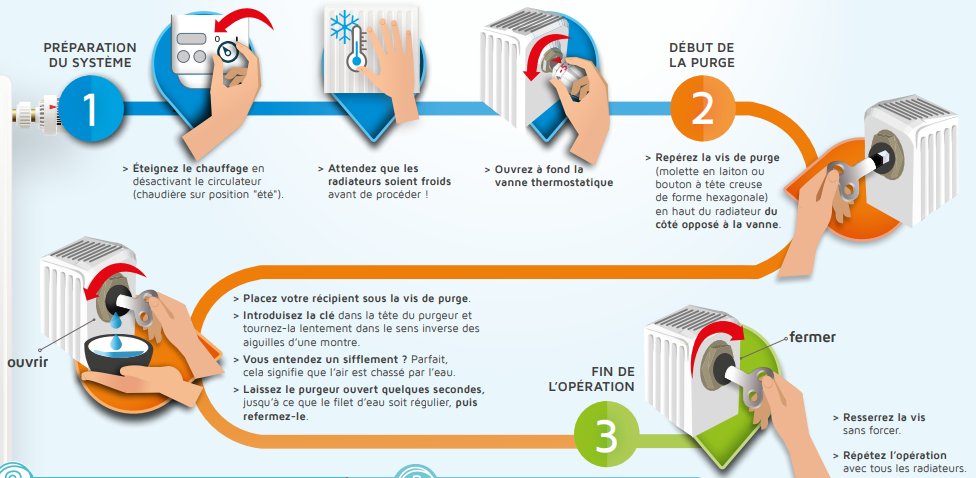 PRÉPARATION
DU SYSTÈME
1
0
1
> Éteignez le chauffage en
désactivant le circulateur
(chaudière sur position "été").
> Attendez que les
radiateurs soient froids
avant de procéder !
> Ouvrez à fond la
vanne thermostatique
DÉBUT DE
LA PURGE
2
> Repérez la vis de purge
(molette en laiton ou
bouton à tête creuse
de forme hexagonale)
en haut du radiateur du
côté opposé à la vanne.
ouvrir
> Placez votre récipient sous la vis de purge.
> Introduisez la clé dans la tête du purgeur et
tournez-la lentement dans le sens inverse des
aiguilles d'une montre.
> Vous entendez un sifflement ? Parfait,
cela signifie que l'air est chassé par l'eau.
> Laissez le purgeur ouvert quelques secondes,
jusqu'à ce que le filet d'eau soit régulier, puis
refermez-le.
FIN DE
L'OPÉRATION
3
fermer
> Resserrez la vis
sans forcer.
> Répétez l'opération
avec tous les radiateurs.